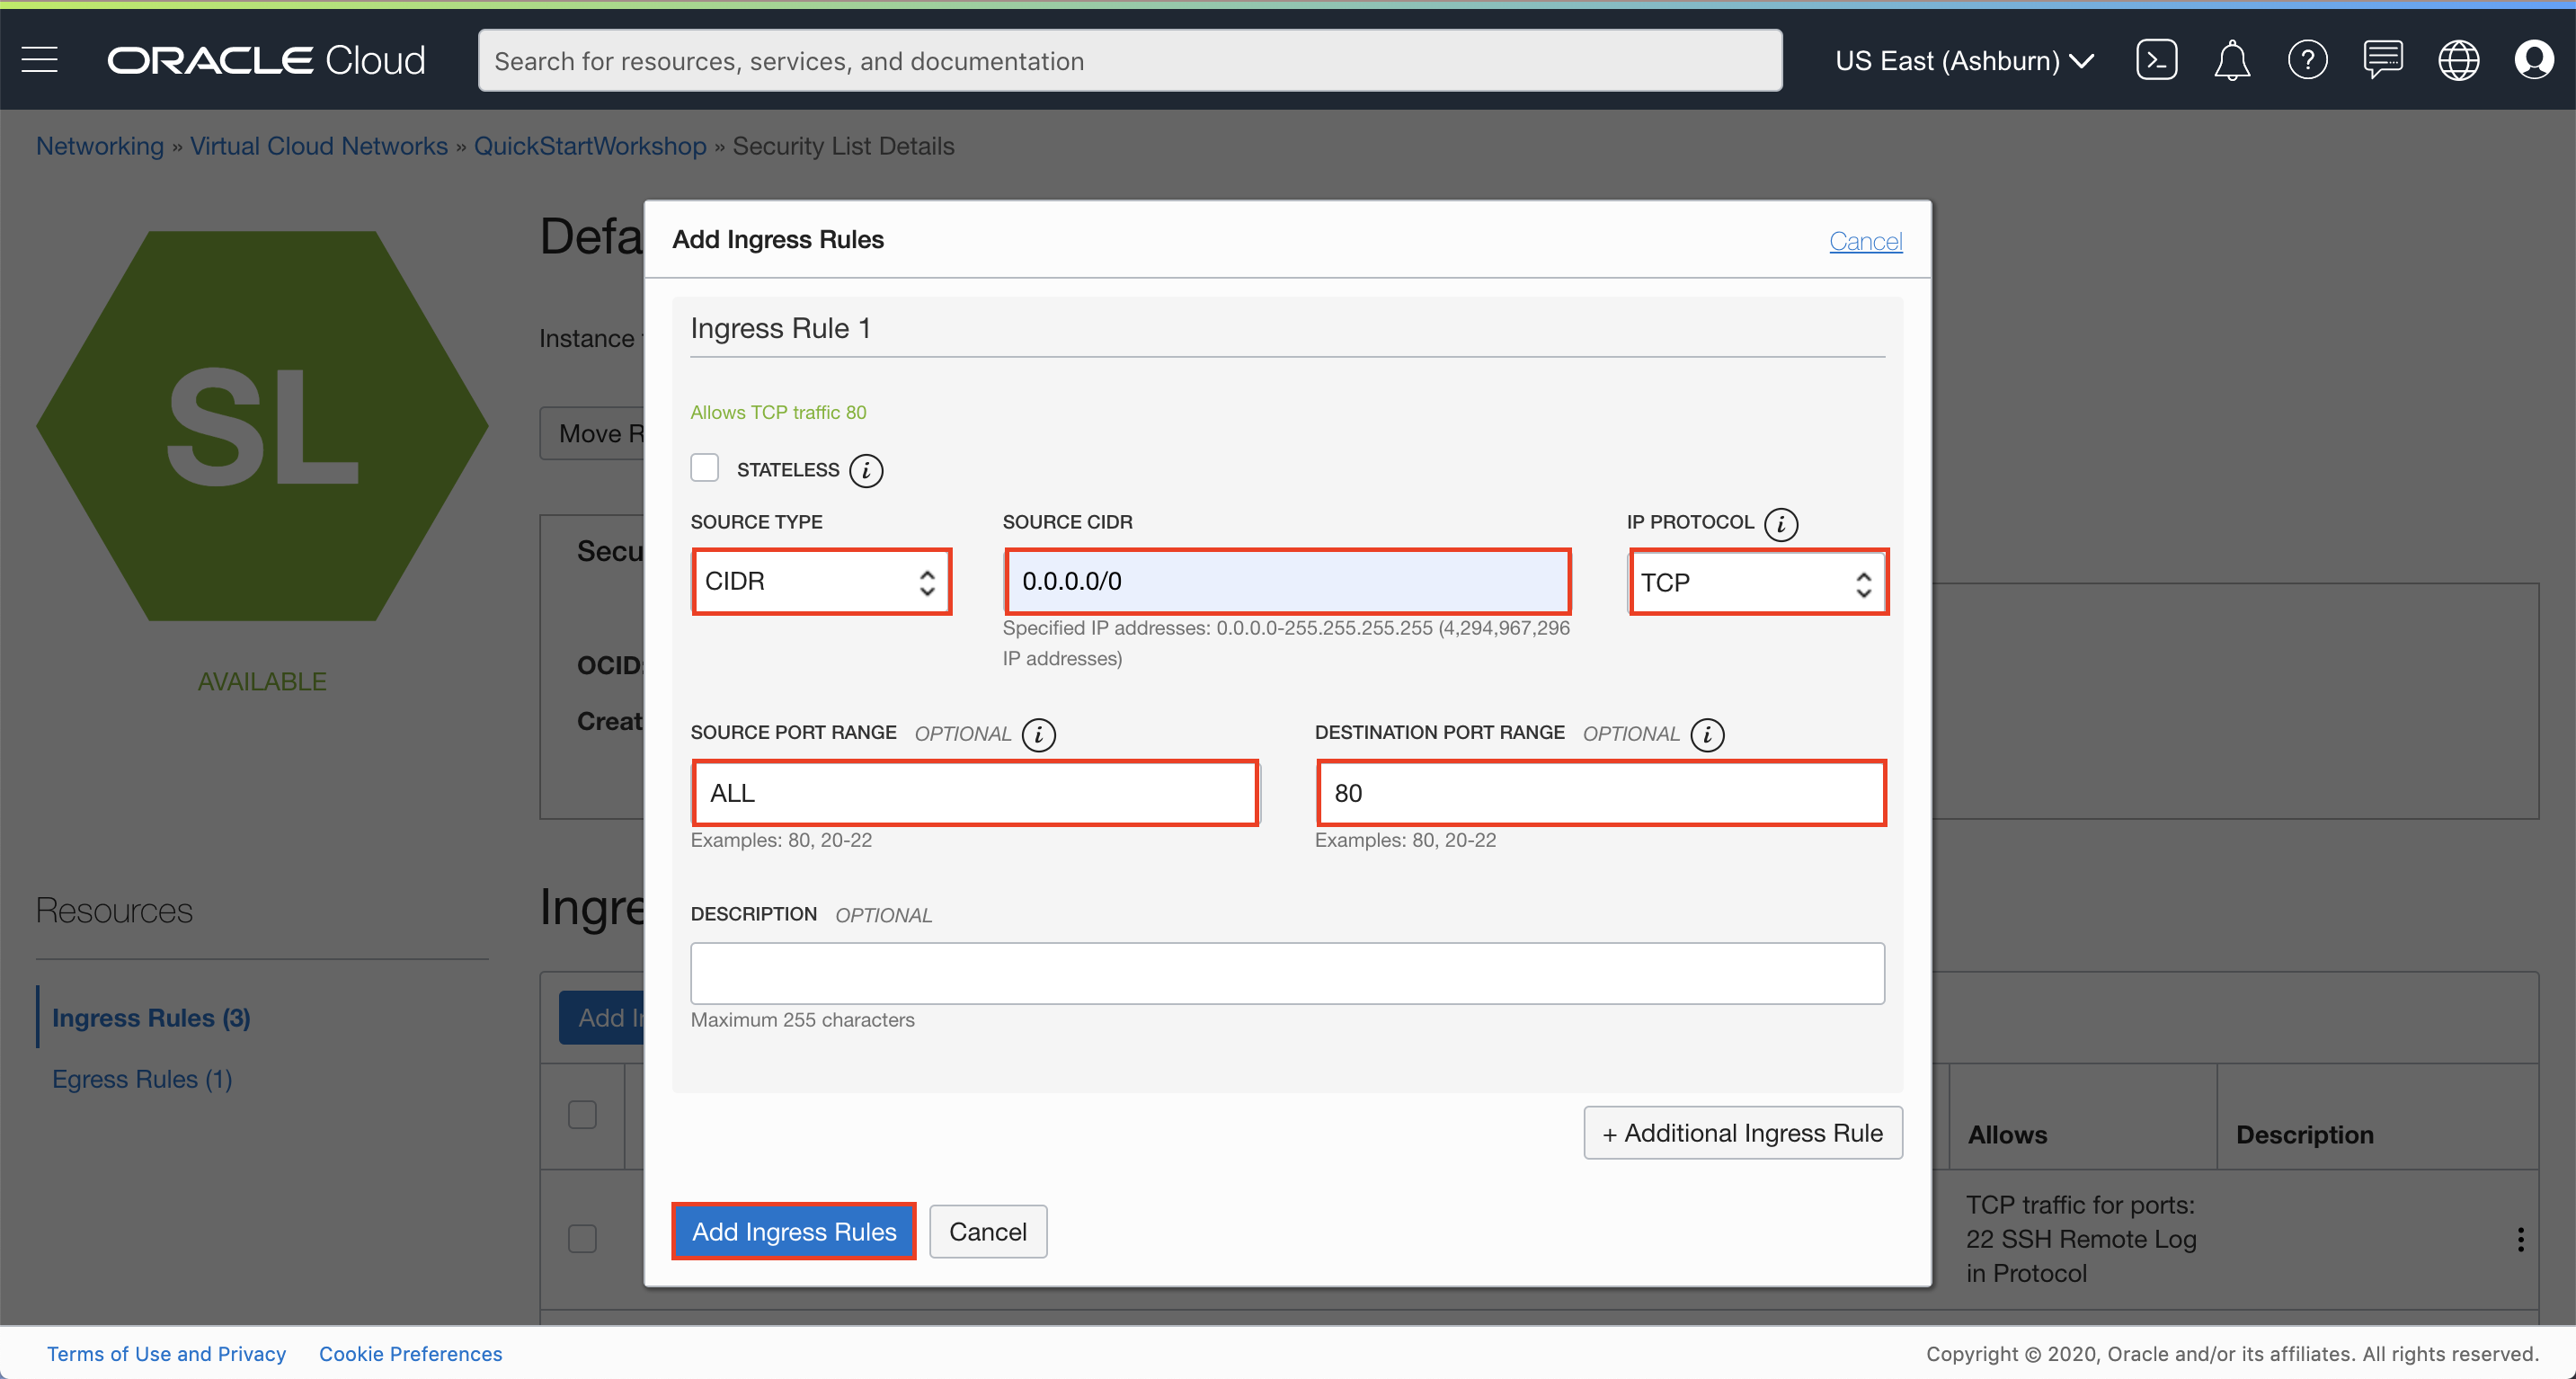 ORACLE Cloud
Search for resources, services, and documentation
US East (Ashburn)
Networking » Virtual Cloud Networks » QuickStartWorkshop » Security List Details
SL
AVAILABLE
Instance
Move R
OCID:
Resources
Ingress Rules (3)
Egress Rules (1)
Add Ingress Rules
Cancel
Ingress Rule 1
Allows TCP traffic 80
STATELESS i
SOURCE TYPE
SOURCE CIDR
IP PROTOCOL i
CIDR
0.0.0.0/0
TCP
Specified IP addresses: 0.0.0.0-255.255.255.255 (4,294,967,296
IP addresses)
SOURCE PORT RANGE OPTIONAL i
DESTINATION PORT RANGE OPTIONAL i
ALL
80
Examples: 80, 20-22
Examples: 80, 20-22
DESCRIPTION OPTIONAL
Maximum 255 characters
+ Additional Ingress Rule
Add Ingress Rules
Cancel
Allows
Description
TCP traffic for ports:
22 SSH Remote Log
in Protocol
Terms of Use and Privacy
Cookie Preferences
Copyright © 2020, Oracle and/or its affiliates. All rights reserved.